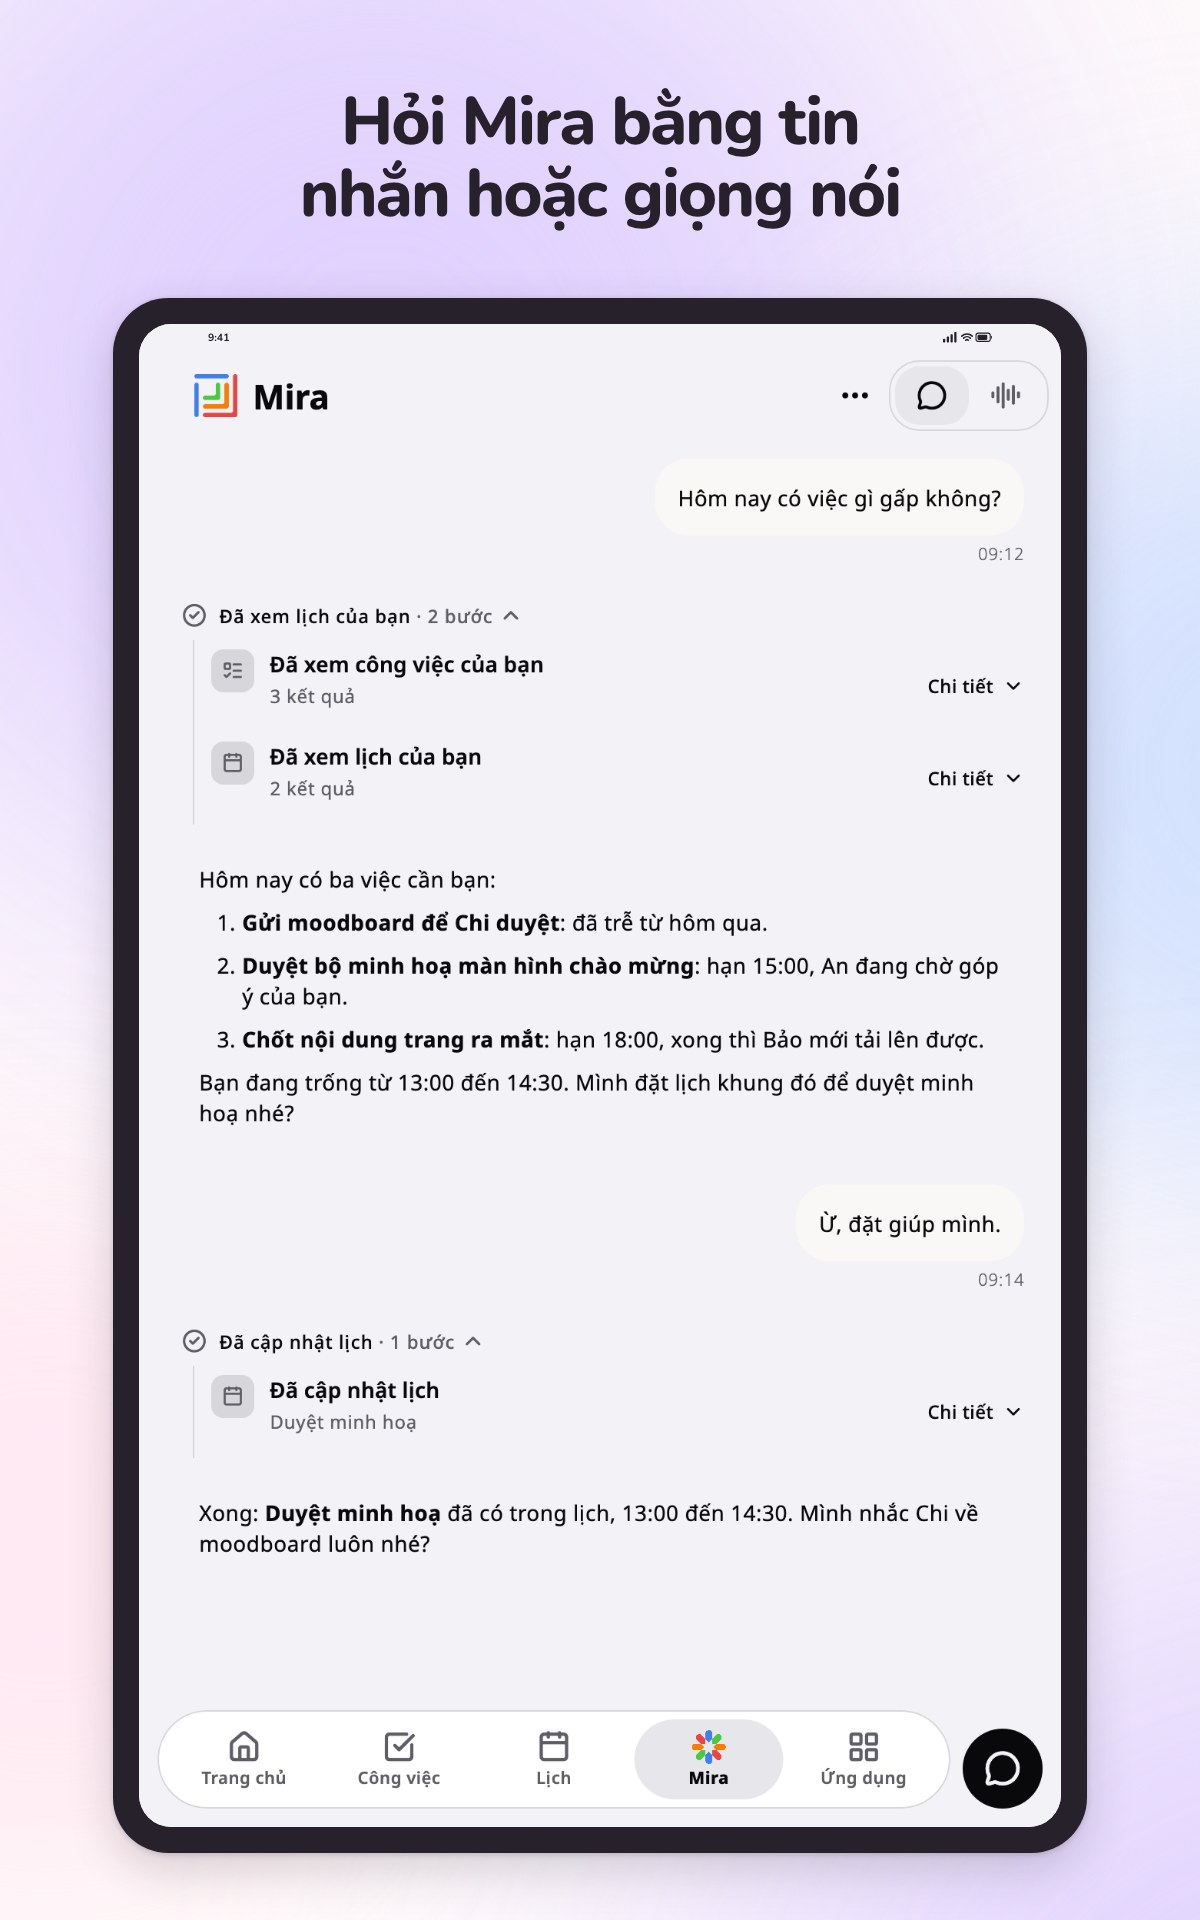 Hỏi Mira bằng tin
nhắn hoặc giọng nói
9:41
Mira
Hôm nay có việc gì gấp không?
09:12
Đã xem lịch của bạn · 2 bước
Đã xem công việc của bạn
3 kết quả
Chi tiết
Đã xem lịch của bạn
2 kết quả
Chi tiết
Hôm nay có ba việc cần bạn:
1. Gửi moodboard để Chi duyệt: đã trễ từ hôm qua.
2. Duyệt bộ minh hoạ màn hình chào mừng: hạn 15:00, An đang chờ góp
ý của bạn.
3. Chốt nội dung trang ra mắt: hạn 18:00, xong thì Bảo mới tải lên được.
Bạn đang trống từ 13:00 đến 14:30. Mình đặt lịch khung đó để duyệt minh
hoạ nhé?
Ừ, đặt giúp mình.
09:14
Đã cập nhật lịch · 1 bước
Đã cập nhật lịch
Duyệt minh hoạ
Chi tiết
Xong: Duyệt minh hoạ đã có trong lịch, 13:00 đến 14:30. Mình nhắc Chi về
moodboard luôn nhé?
Trang chủ
Công việc
Lịch
Mira
Ứng dụng